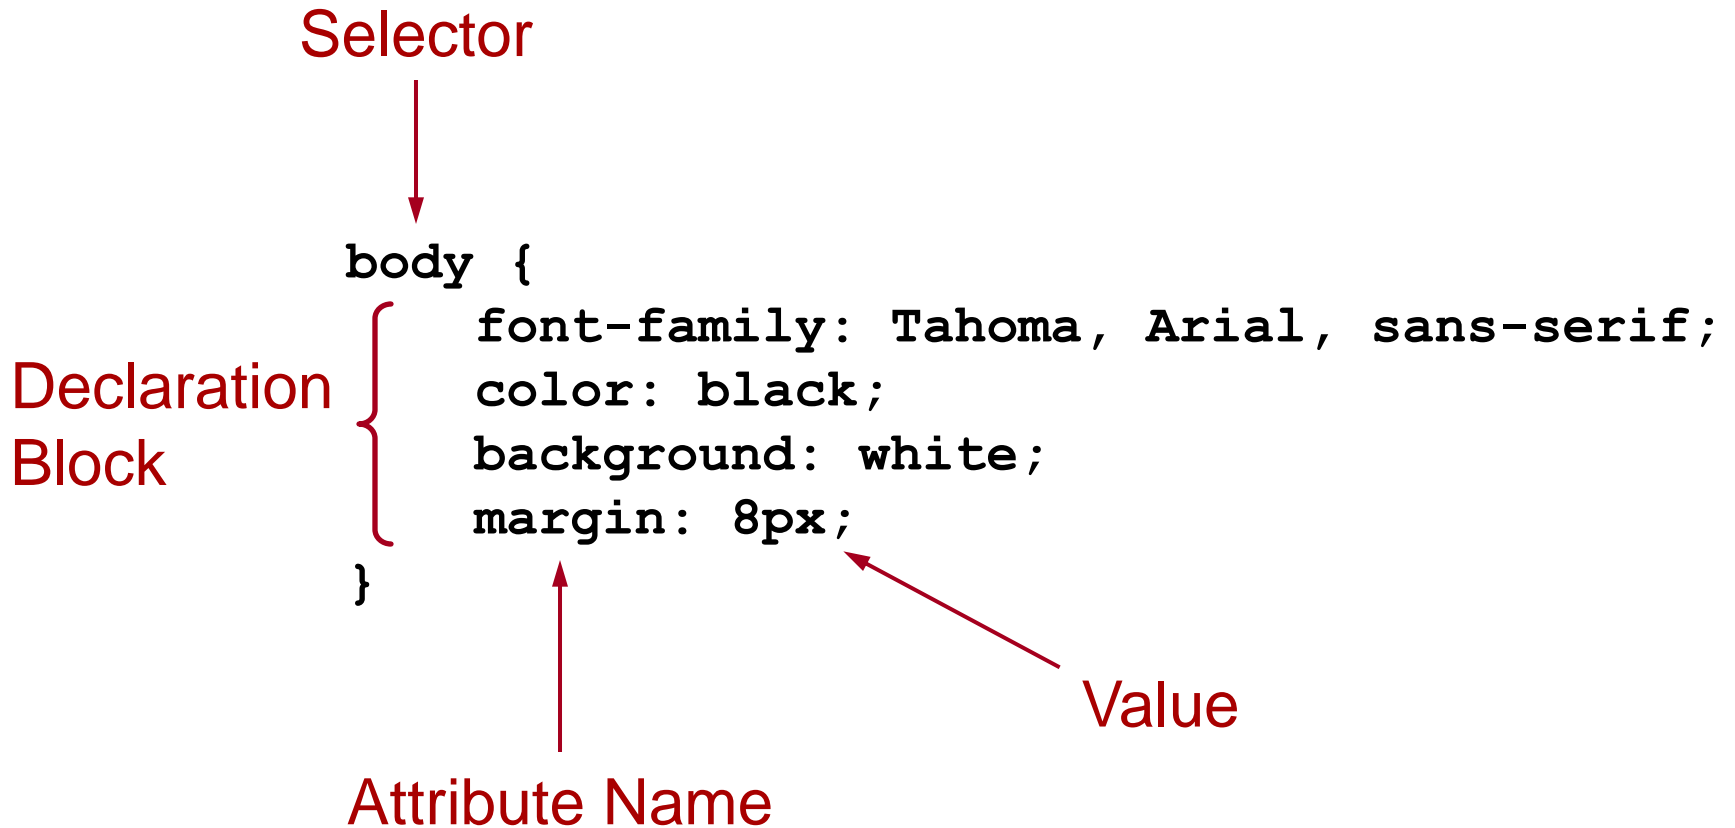 Selector
body {
font-family: Tahoma, Arial, sans-serif;
color: black;
background: white;
margin: 8px;
}
Declaration
Block
Value
Attribute Name